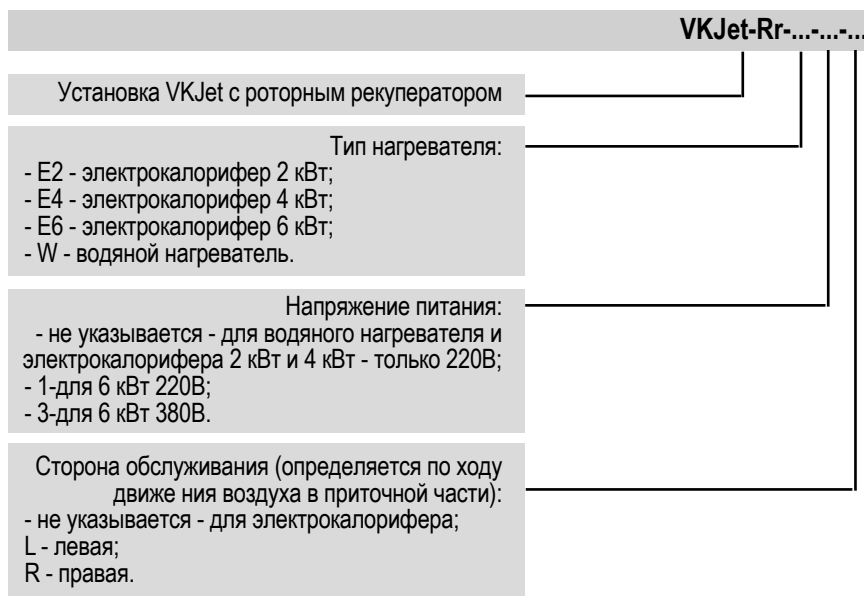 VKJet-Rr-...-...-...
Установка VKJet с роторным рекуператором
Тип нагревателя:
- E2 - электрокалорифер 2 кВт;
- E4 - электрокалорифер 4 кВт;
- E6 - электрокалорифер 6 кВт;
- W - водяной нагреватель.
Напряжение питания:
- не указывается - для водяного нагревателя и
электрокалорифера 2 кВт и 4 кВт - только 220В;
- 1-для 6 кВт 220В;
- 3-для 6 кВт 380В.
Сторона обслуживания (определяется по ходу
движе ния воздуха в приточной части):
- не указывается - для электрокалорифера;
L - левая;
R - правая.